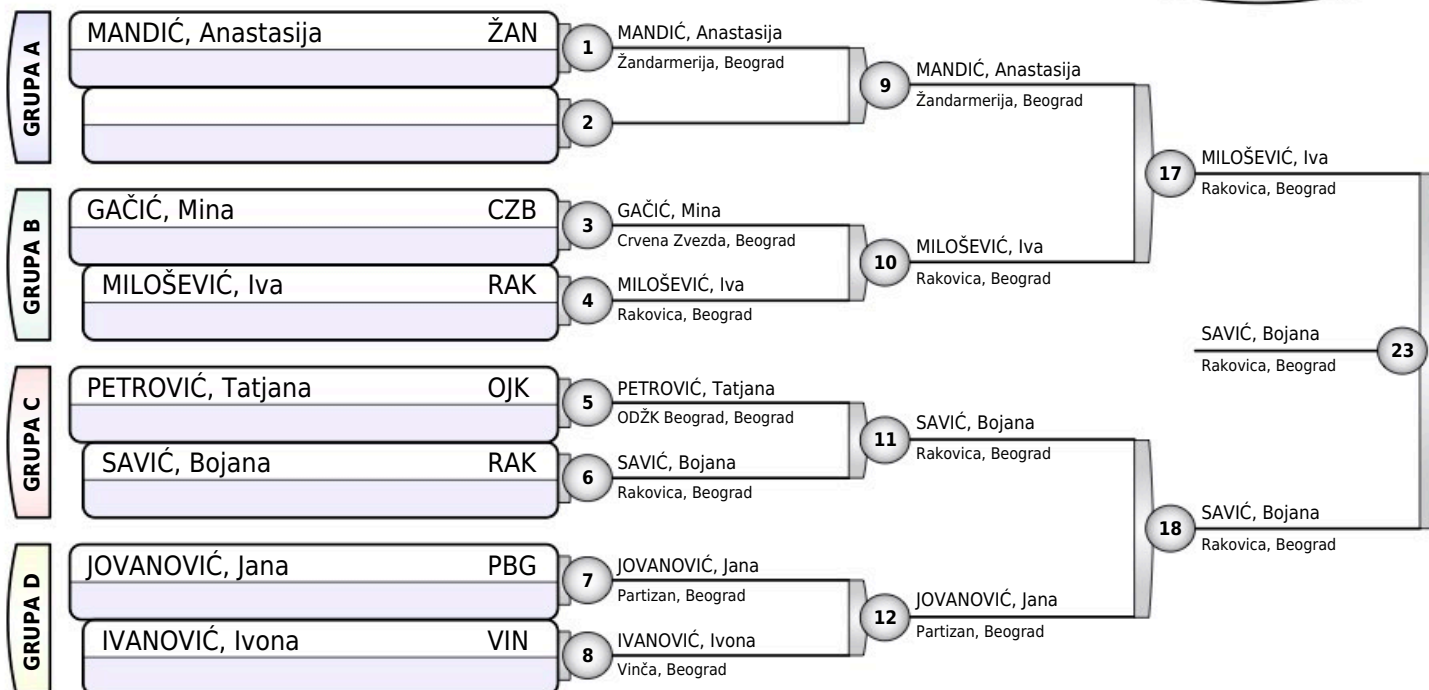 GRUPA A
MANDIĆ, Anastasija ŽAN
1
MANDIĆ, Anastasija
Žandarmerija, Beograd
2
9
MANDIĆ, Anastasija
Žandarmerija, Beograd
GRUPA B
GAČIĆ, Mina CZB
3
GAČIĆ, Mina
Crvena Zvezda, Beograd
MILOŠEVIĆ, Iva RAK
4
MILOŠEVIĆ, Iva
Rakovica, Beograd
10
MILOŠEVIĆ, Iva
Rakovica, Beograd
17
MILOŠEVIĆ, Iva
Rakovica, Beograd
GRUPA C
PETROVIĆ, Tatjana OJK
5
PETROVIĆ, Tatjana
ODŽK Beograd, Beograd
SAVIĆ, Bojana RAK
6
SAVIĆ, Bojana
Rakovica, Beograd
11
SAVIĆ, Bojana
Rakovica, Beograd
GRUPA D
JOVANOVIĆ, Jana PBG
7
JOVANOVIĆ, Jana
Partizan, Beograd
IVANOVIĆ, Ivona VIN
8
IVANOVIĆ, Ivona
Vinča, Beograd
12
JOVANOVIĆ, Jana
Partizan, Beograd
18
SAVIĆ, Bojana
Rakovica, Beograd
SAVIĆ, Bojana
Rakovica, Beograd
23